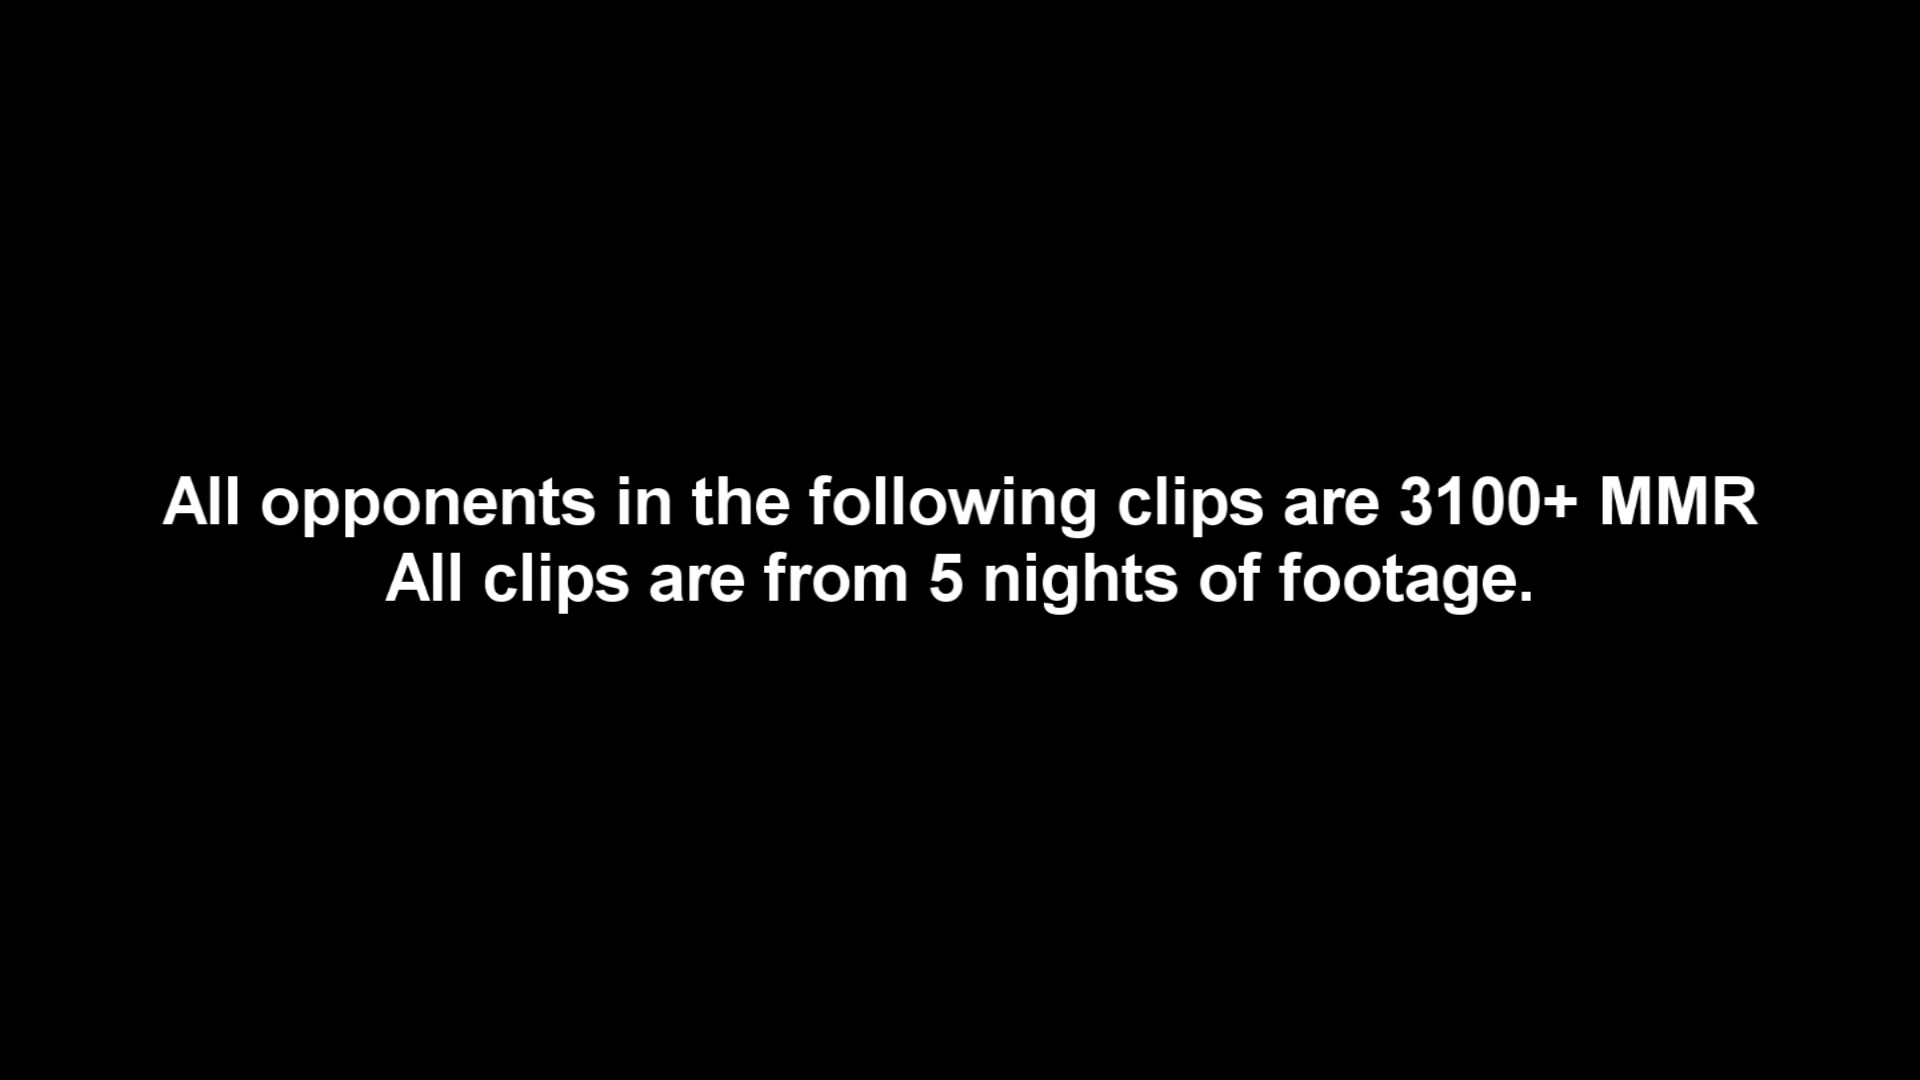 All opponents in the following clips are 3100+ MMR
All clips are from 5 nights of footage.